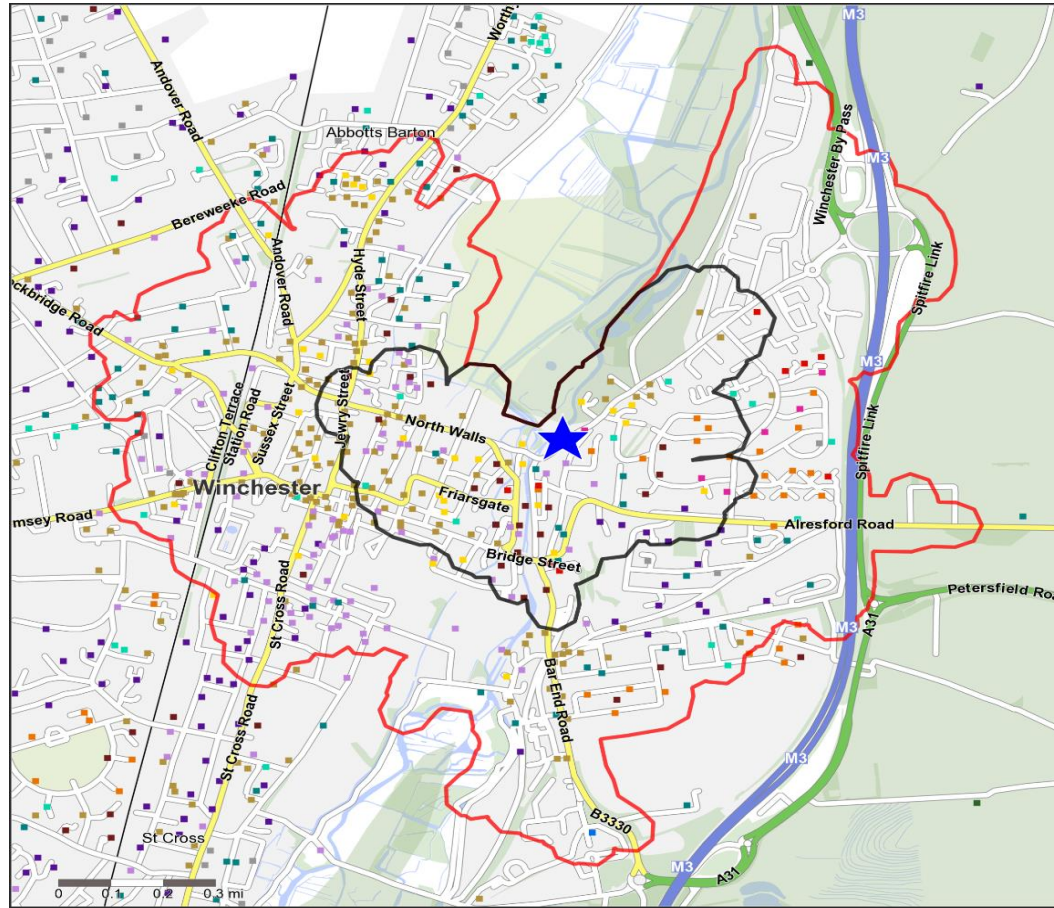 M3
Worth
Andover Road
Abbotts Barton
Winchester By Pass
M3
Bereweeke Road
Andover Road
Hyde Street
Spitfire Link
ockbridge Road
M3
Clifton Terrace
Station Road
Sussex Street
Jewry Street
North Walls
Spitfire Link
Winchester
Friarsgate
msey Road
Alresford Road
Bridge Street
St Cross Road
Petersfield Roa
M3
A31
Bar End Road
St Cross Road
M3
B3330
St Cross
M3
A31
0 0.1 0.2 0.3 mi